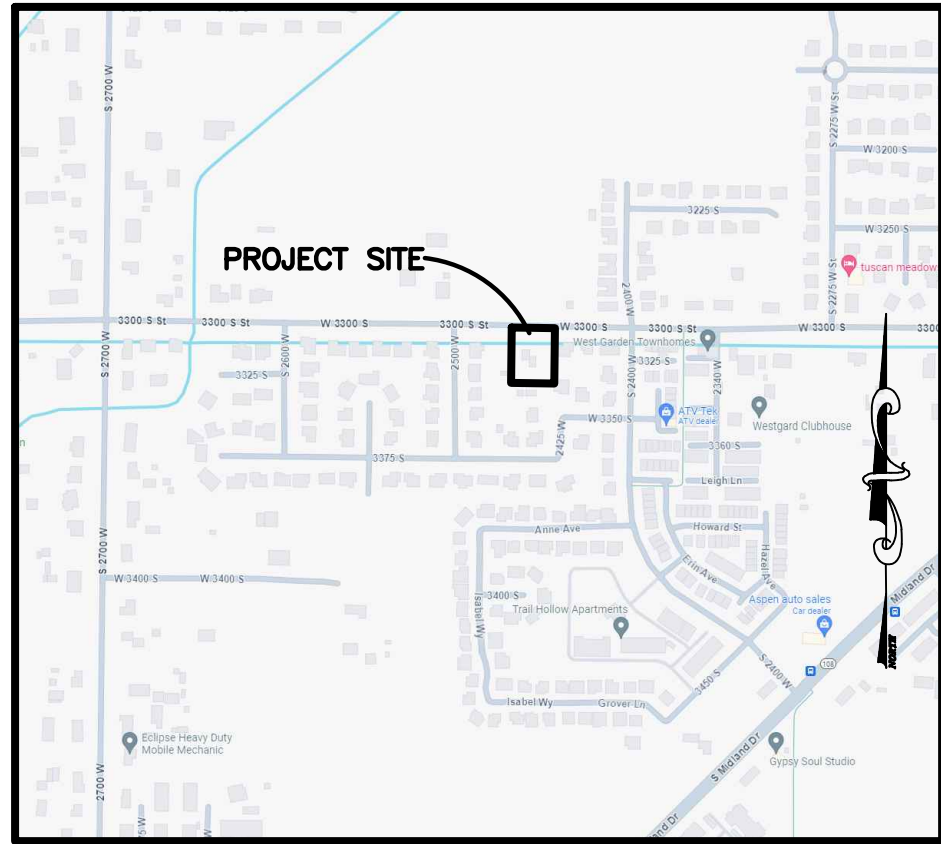 S 2700 W
S 2275 W St
W 3200 S
3225 S
W 3250 S
PROJECT SITE
tuscan meadow
2400 W
S 2275 W St
3300 S St
3300 S St
W 3300 S
3300 S St
W 3300 S
3300 S St
W 3300 S
3300
West Garden Townhomes
S 2700 W
S 2600 W
2500 W
3325 S
S 2400 W
3325 S
2340 W
ATV Tek
ATV dealer
W 3350 S
Westgard Clubhouse
2425 W
3360 S
3375 S
Leigh Ln
Anne Ave
Howard St
S 2700 W
Erin Ave
Hazel Ave
Midland Dr
W 3400 S
W 3400 S
3400 S
Isabel Wy
Trail Hollow Apartments
Aspen auto sales
Car dealer
NORTH
108
S 2400 W
3450 S
Isabel Wy
Grover Ln
Eclipse Heavy Duty
Mobile Mechanic
S Midland Dr
Gypsy Soul Studio
2700 W
W
and Dr